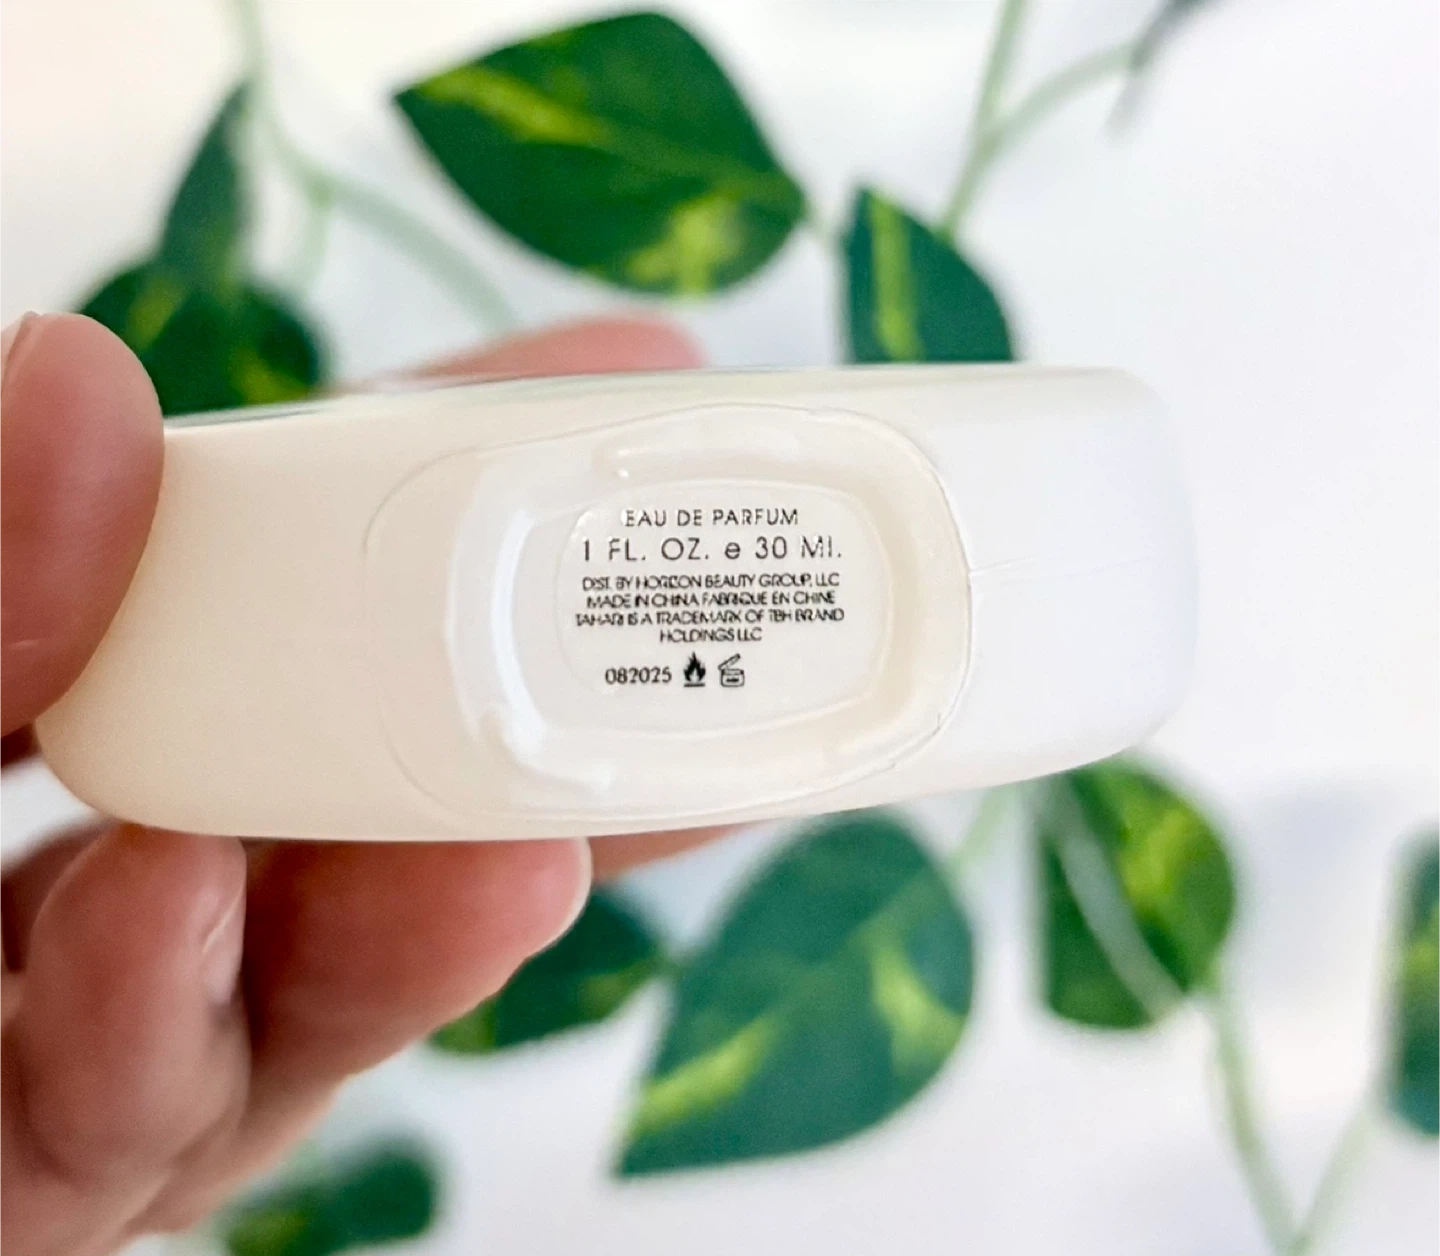 EAU DE PARFUM
1 FL. OZ. e 30 Ml.
DIST. BY HORIZON BEAUTY GROUP, LLC
MADE IN CHINA FABRIQUE EN CHINE
TAHARI IS A TRADEMARK OF TBH BRAND
HOLDINGS LLC
082025